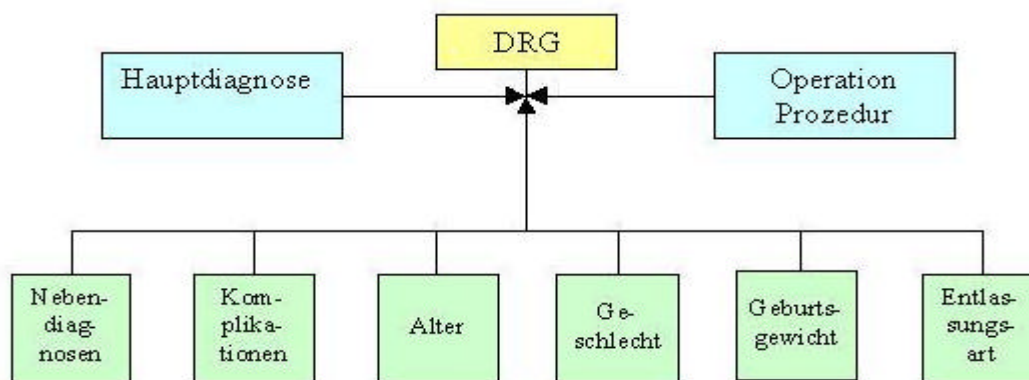 DRG
Hauptdiagnose
Operation
Prozedur
Neben-
diag-
nosen
Kom-
plika-
tionen
Alter
Ge-
schlecht
Geburts-
gewicht
Entlas-
sungs-
art